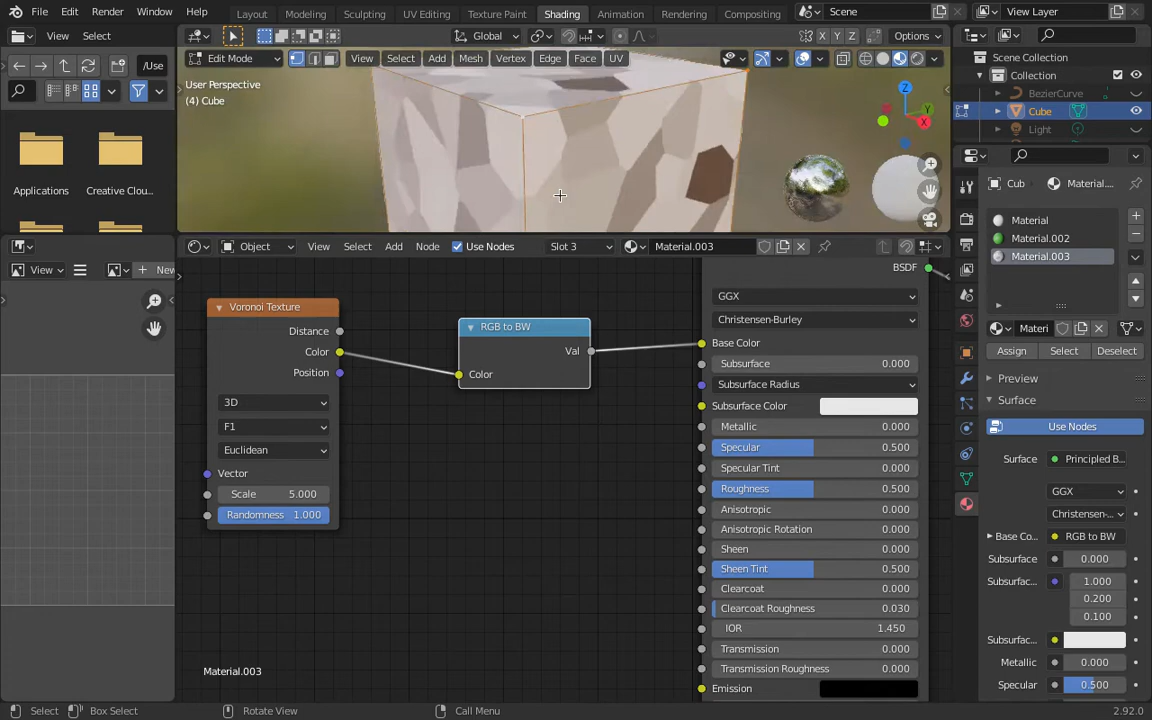 File Edit Render Window Help Layout Modeling Sculpting UV Editing Texture Paint Shading Animation Rendering Compositing Scene View Layer
View Select Global X Y Z Options
/Use Edit Mode View Select Add Mesh Vertex Edge Face UV
Scene Collection
Collection
BezierCurve
Cube
Light
User Perspective
(4) Cube
Z
Y
X
Applications Creative Clou...
Cub Material....
Material
Material.002
Material.003
Object View Select Add Node Use Nodes Slot 3 Material.003
View New
BSDF
GGX
Christensen-Burley
Base Color
Subsurface 0.000
Subsurface Radius
Subsurface Color
Metallic 0.000
Specular 0.500
Specular Tint 0.000
Roughness 0.500
Anisotropic 0.000
Anisotropic Rotation 0.000
Sheen 0.000
Sheen Tint 0.500
Clearcoat 0.000
Clearcoat Roughness 0.030
IOR 1.450
Transmission 0.000
Transmission Roughness 0.000
Emission
Voronoi Texture
Distance
Color
Position
3D
F1
Euclidean
Vector
Scale 5.000
Randomness 1.000
RGB to BW
Val
Color
Materi
Assign Select Deselect
Preview
Surface
Use Nodes
Surface Principled B...
GGX
Christensen-...
Base Co... RGB to BW
Subsurface 0.000
Subsurfac... 1.000
0.200
0.100
Subsurfac...
Metallic 0.000
Specular 0.500
Material.003
Select Box Select Rotate View Call Menu 2.92.0